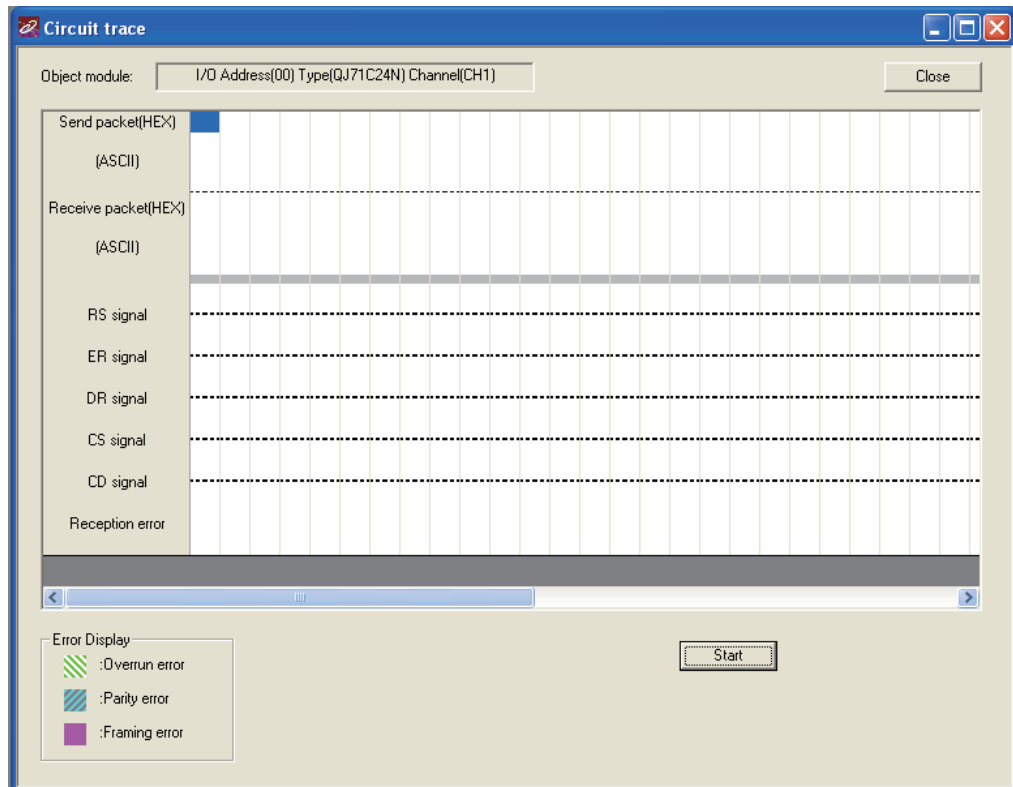 Circuit trace
Object module: I/O Address(00) Type(QJ71C24N) Channel(CH1) Close
Send packet(HEX)
(ASCII)
Receive packet(HEX)
(ASCII)
RS signal
ER signal
DR signal
CS signal
CD signal
Reception error
Error Display
:Overrun error
Start
:Parity error
:Framing error